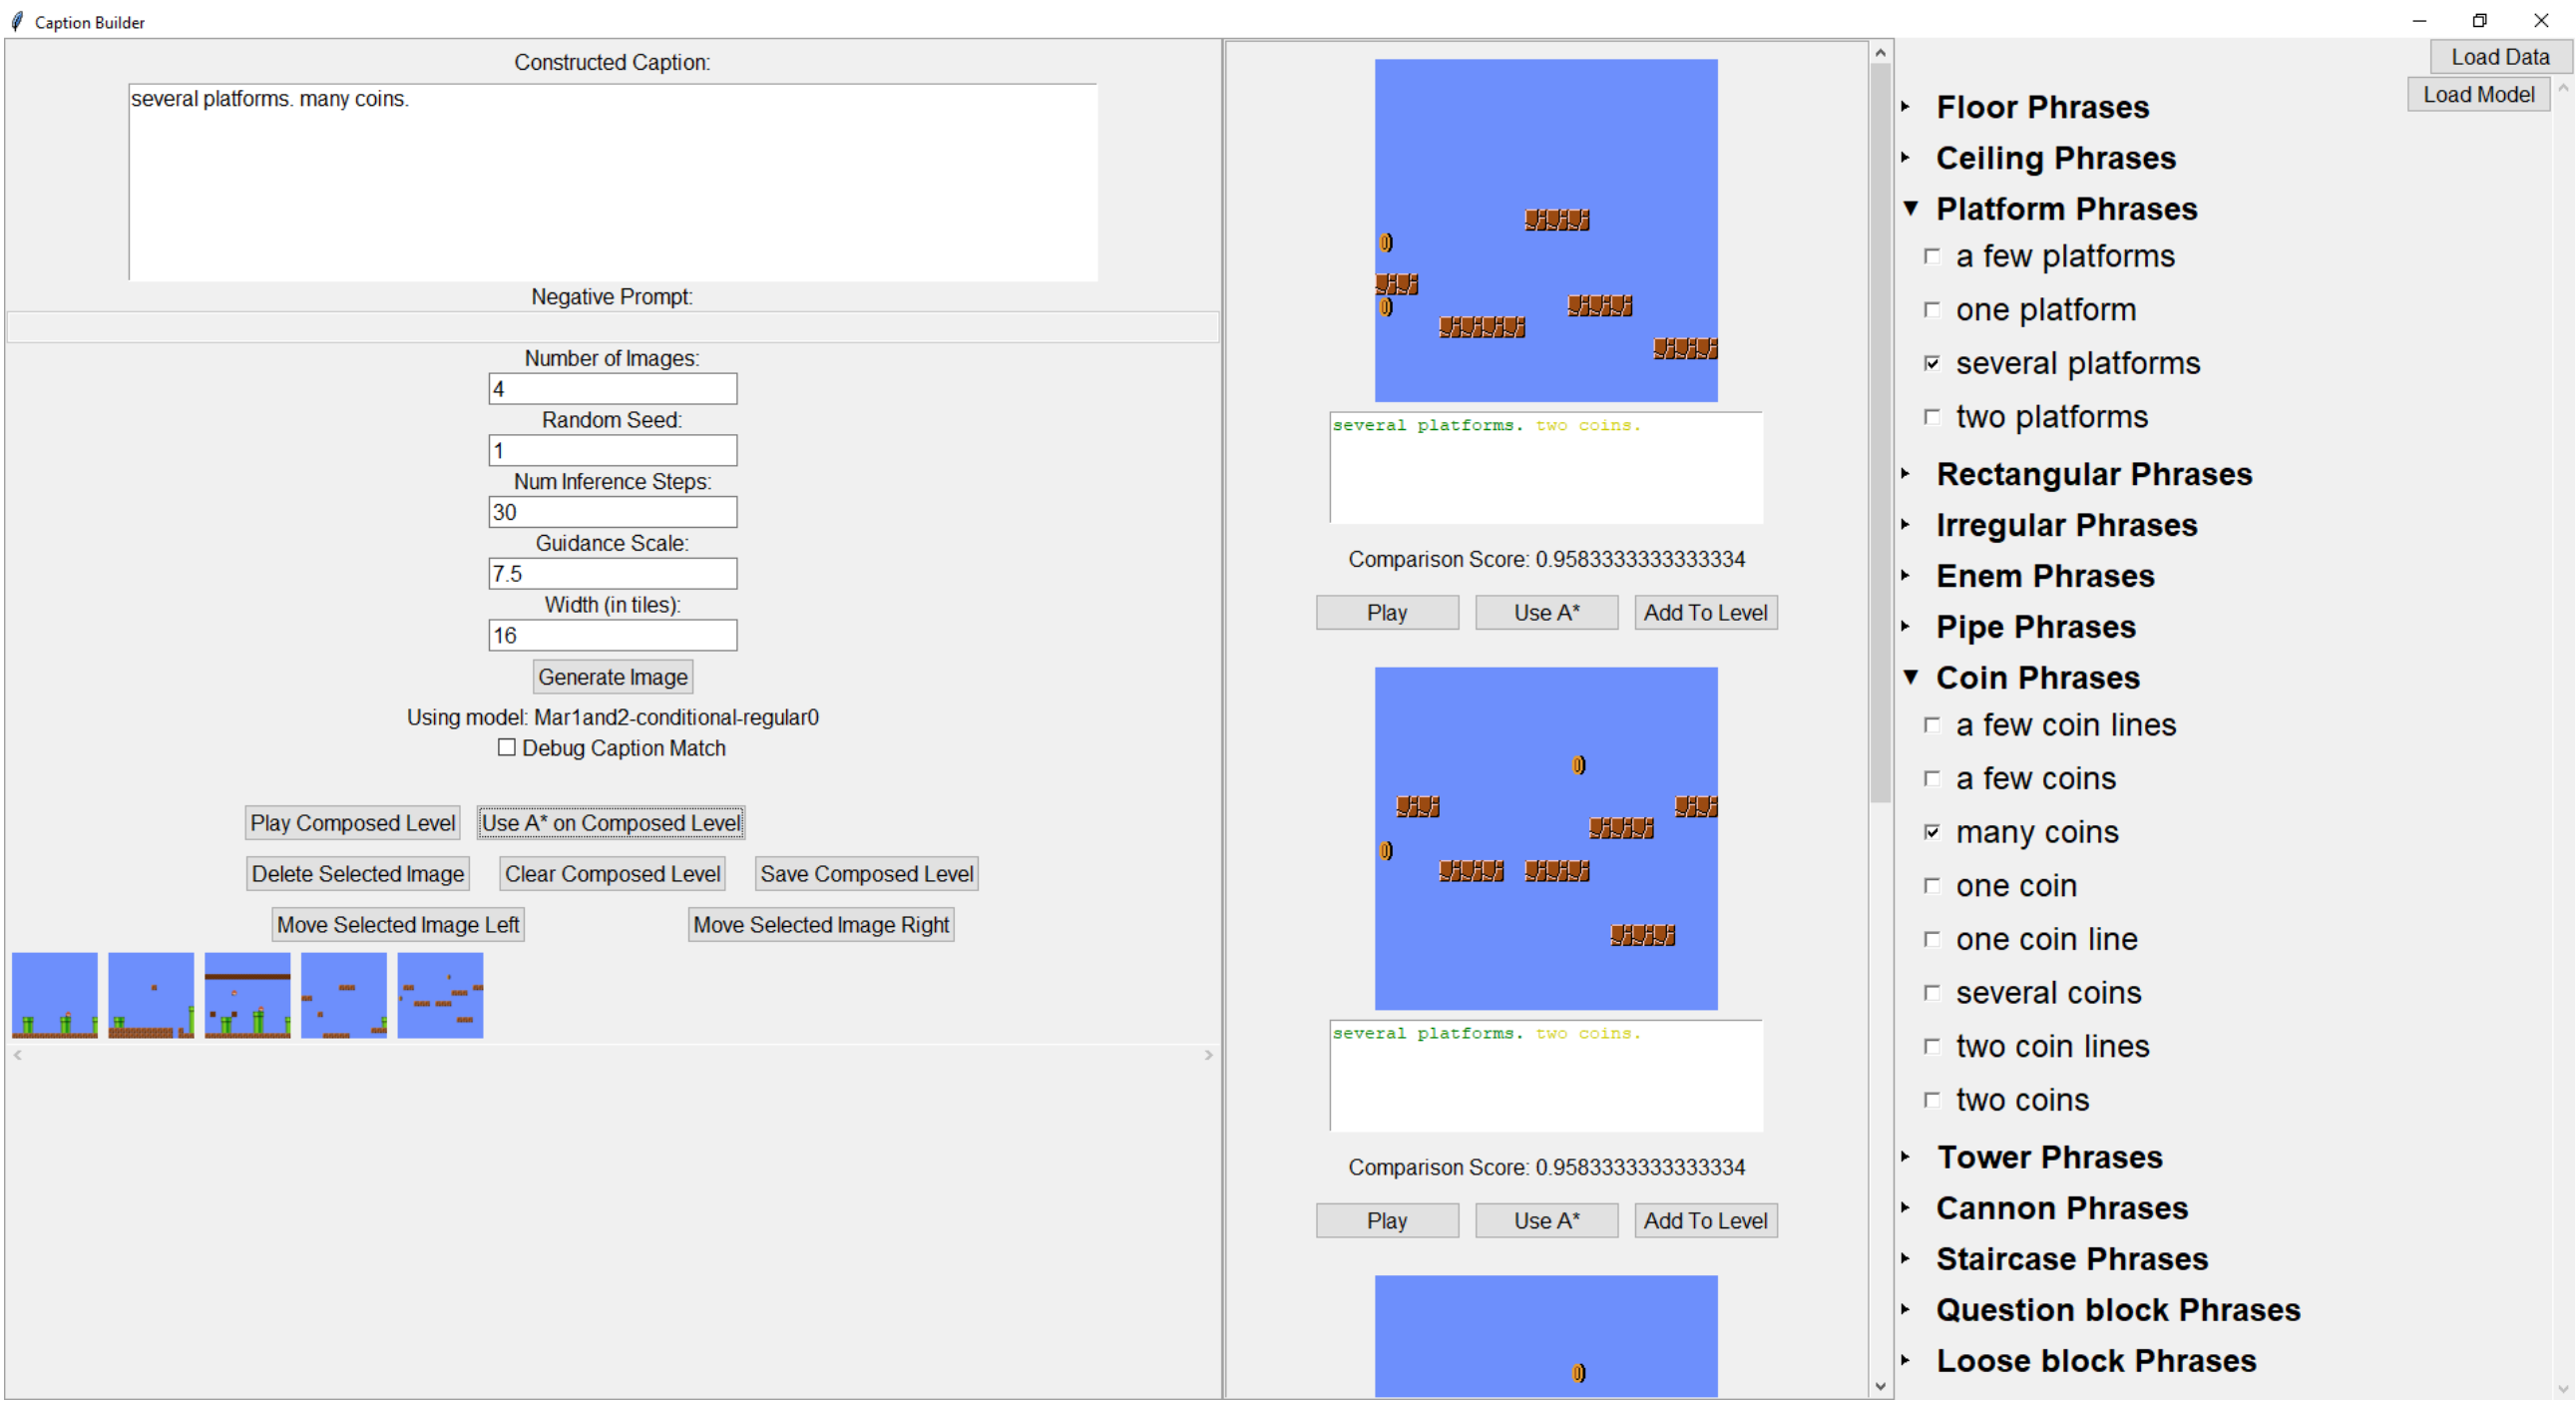 Caption Builder
Constructed Caption:
several platforms. many coins.
Negative Prompt:
Number of Images:
4
Random Seed:
1
Num Inference Steps:
30
Guidance Scale:
7.5
Width (in tiles):
16
Generate Image
Using model: Mar1and2-conditional-regular0
Debug Caption Match
Play Composed Level
Use A* on Composed Level
Delete Selected Image
Clear Composed Level
Save Composed Level
Move Selected Image Left
Move Selected Image Right
several platforms. two coins.
Comparison Score: 0.9583333333333334
Play
Use A*
Add To Level
several platforms. two coins.
Comparison Score: 0.9583333333333334
Play
Use A*
Add To Level
Load Data
Load Model
Floor Phrases
Ceiling Phrases
Platform Phrases
a few platforms
one platform
several platforms
two platforms
Rectangular Phrases
Irregular Phrases
Enem Phrases
Pipe Phrases
Coin Phrases
a few coin lines
a few coins
many coins
one coin
one coin line
several coins
two coin lines
two coins
Tower Phrases
Cannon Phrases
Staircase Phrases
Question block Phrases
Loose block Phrases